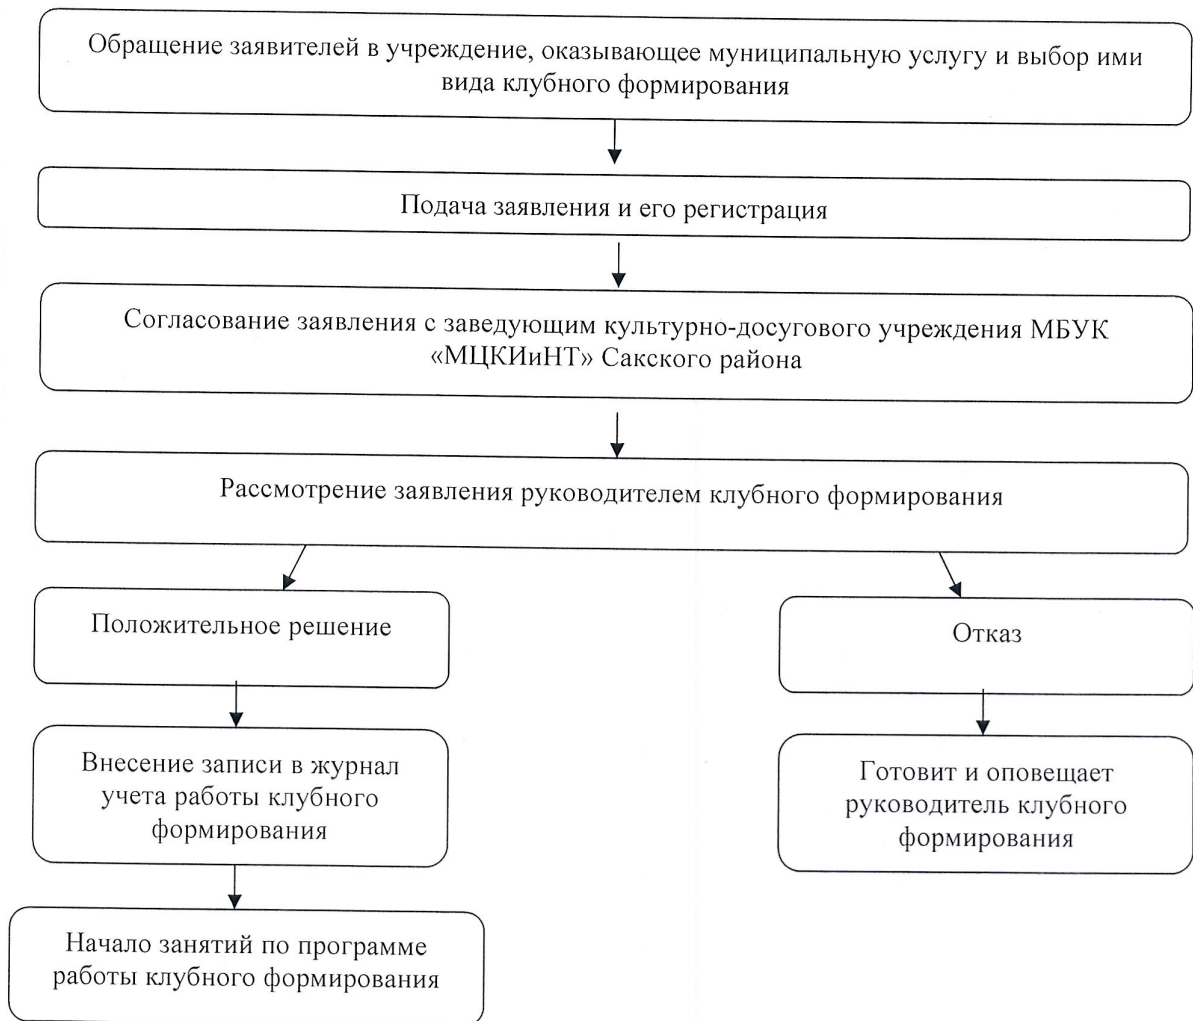 Обращение заявителей в учреждение, оказывающее муниципальную услугу и выбор ими
вида клубного формирования
Подача заявления и его регистрация
Согласование заявления с заведующим культурно-досугового учреждения МБУК
«МЦКИиНТ» Сакского района
Рассмотрение заявления руководителем клубного формирования
Положительное решение
Отказ
Внесение записи в журнал
учета работы клубного
формирования
Готовит и оповещает
руководитель клубного
формирования
Начало занятий по программе
работы клубного формирования